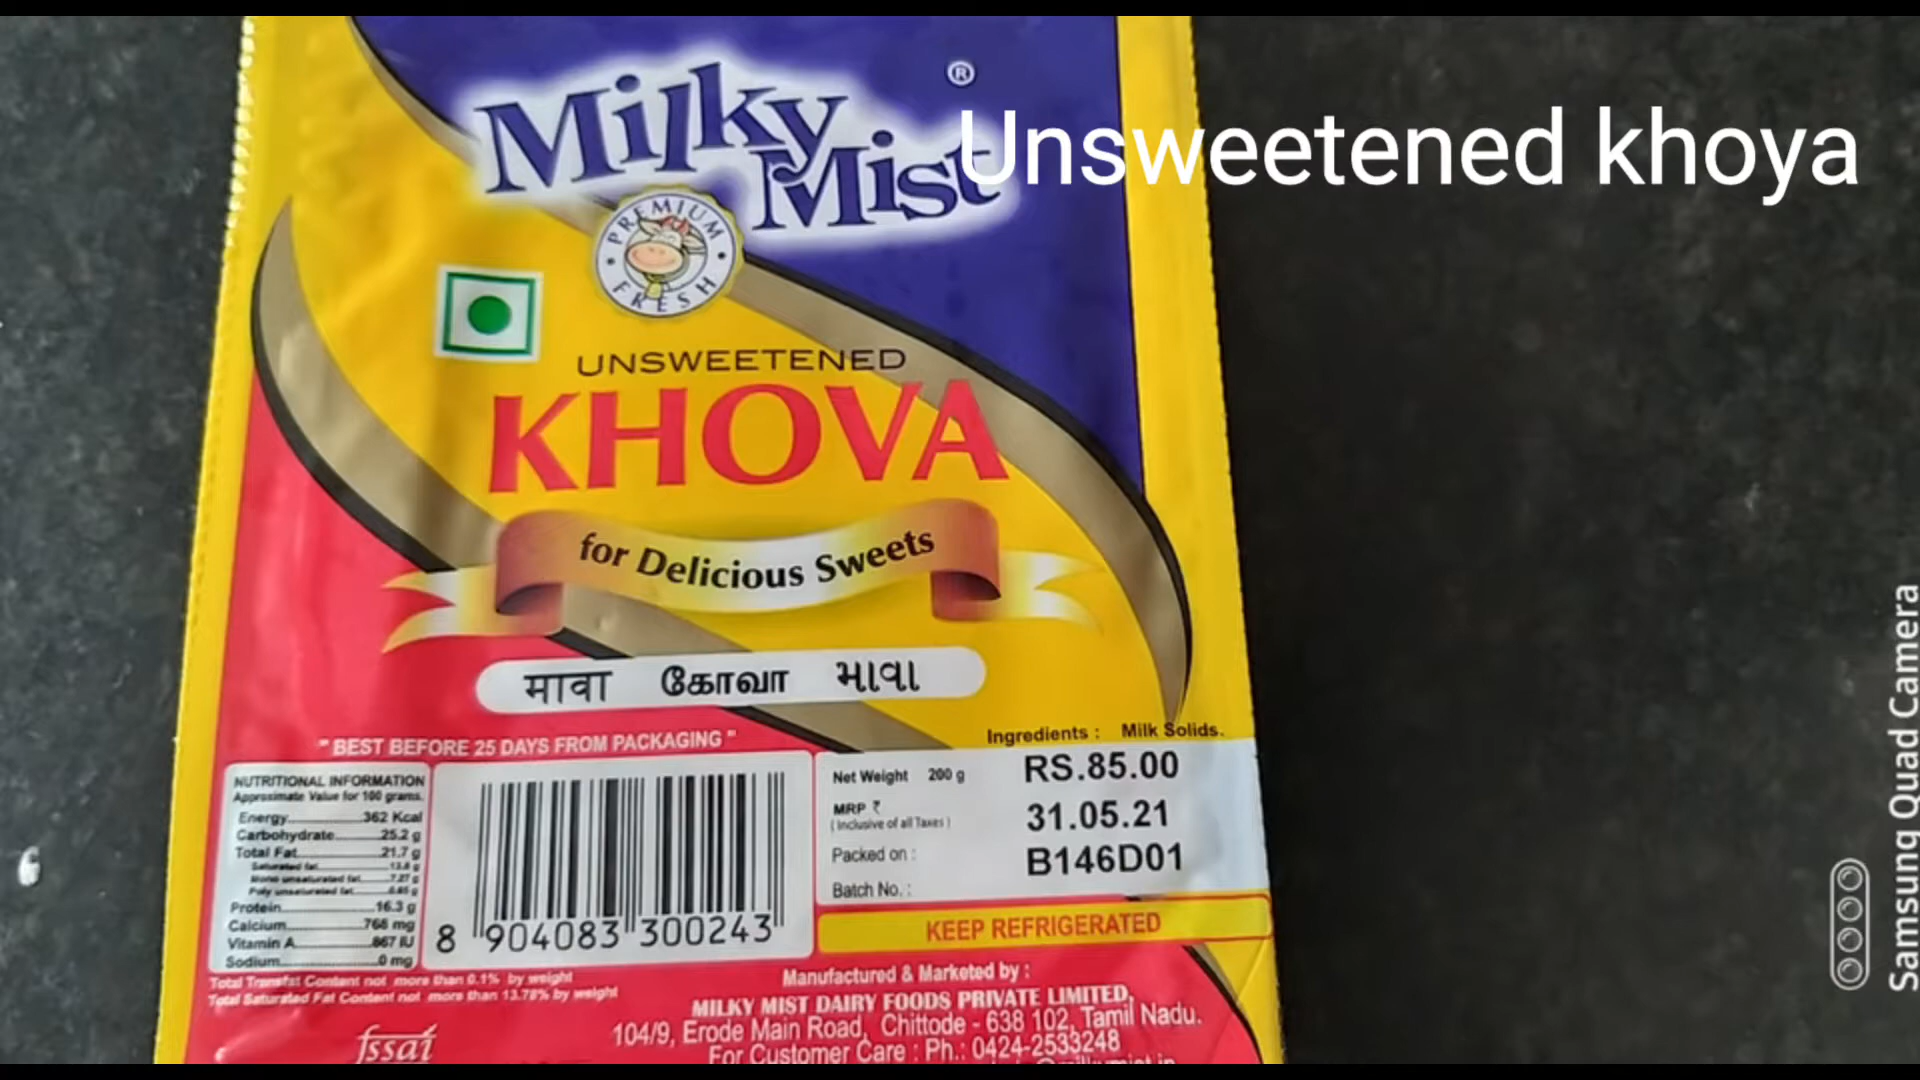 Milky
Mist
®
Unsweetened khoya
PREMIUM
FRESH
UNSWEETENED
KHOVA
for Delicious Sweets
मावा கோவா માવા
" BEST BEFORE 25 DAYS FROM PACKAGING "
Ingredients : Milk Solids.
NUTRITIONAL INFORMATION
Approximate Value for 100 grams.
Energy 362 Kcal
Carbohydrate 25.2 g
Total Fat 21.7 g
Saturated fat
Mono unsaturated fat 7.27 g
Poly unsaturated fat
Protein 16.3 g
Calcium
Vitamin A 867 IU
Sodium 0 mg
8 904083 300243
Net Weight 200 g
RS.85.00
MRP ₹
( Inclusive of all Taxes )
31.05.21
Packed on :
B146D01
Batch No. :
KEEP REFRIGERATED
Total Transfat Content not more than 0.1% by weight
Total Saturated Fat Content not more than 13.78% by weight
fssai
Manufactured & Marketed by :
MILKY MIST DAIRY FOODS PRIVATE LIMITED,
104/9, Erode Main Road, Chittode - 638 102, Tamil Nadu.
For Customer Care : Ph.: 0424-2533248
Samsung Quad Camera